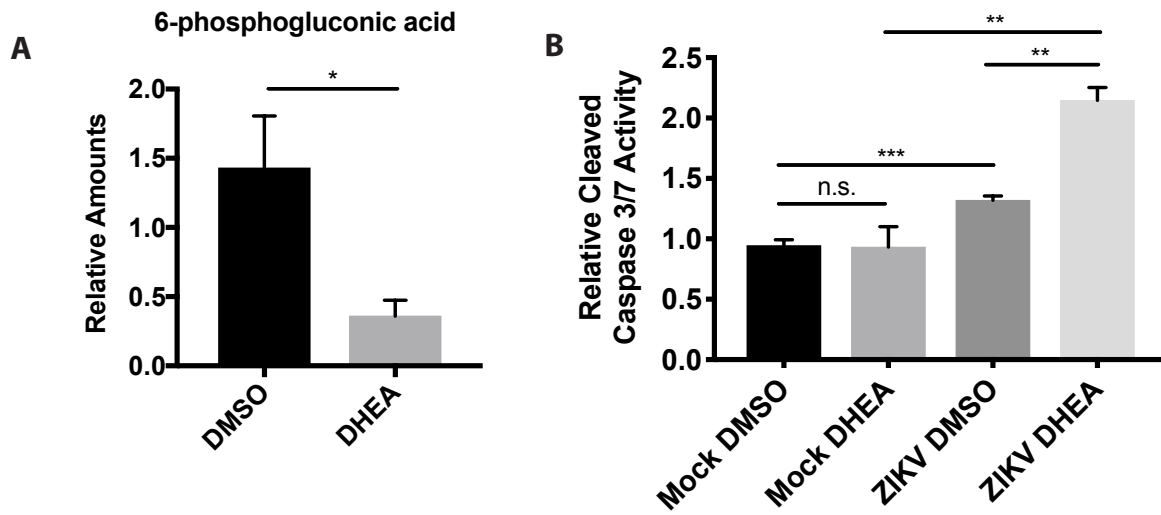 A
6-phosphogluconic acid
*
Relative Amounts
2.0
1.5
1.0
0.5
0.0
DMSO
DHEA
B
**
**
***
n.s.
Relative Cleaved
Caspase 3/7 Activity
2.5
2.0
1.5
1.0
0.5
0.0
Mock DMSO
Mock DHEA
ZIKV DMSO
ZIKV DHEA